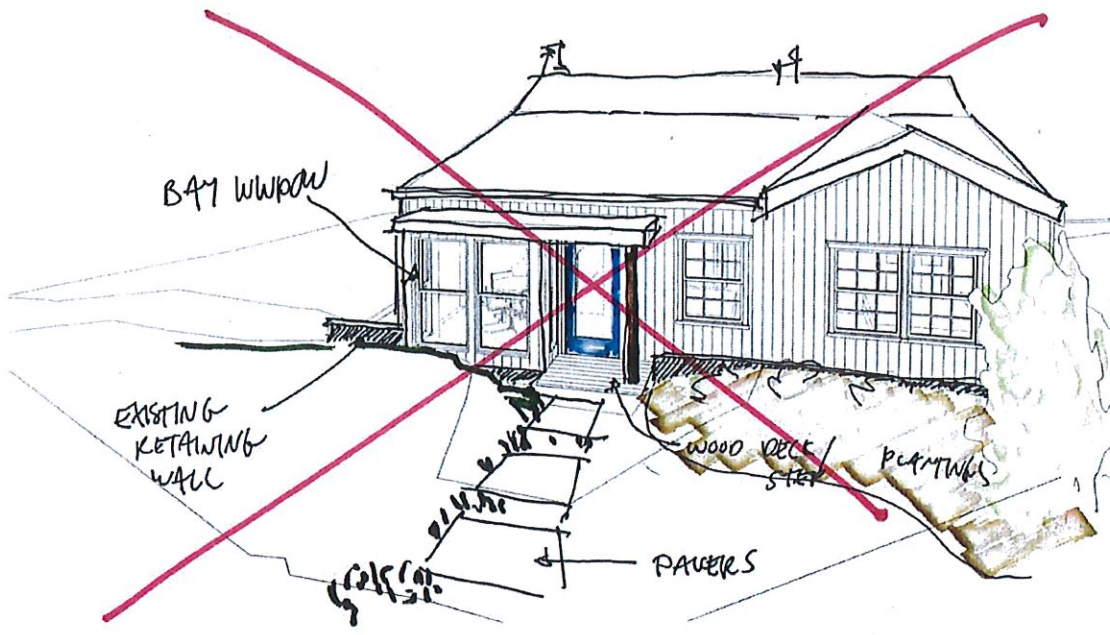 BAY WINDOW
EXISTING
RETAINING
WALL
WOOD DECK/
STEP
PLANTINGS
PAVERS